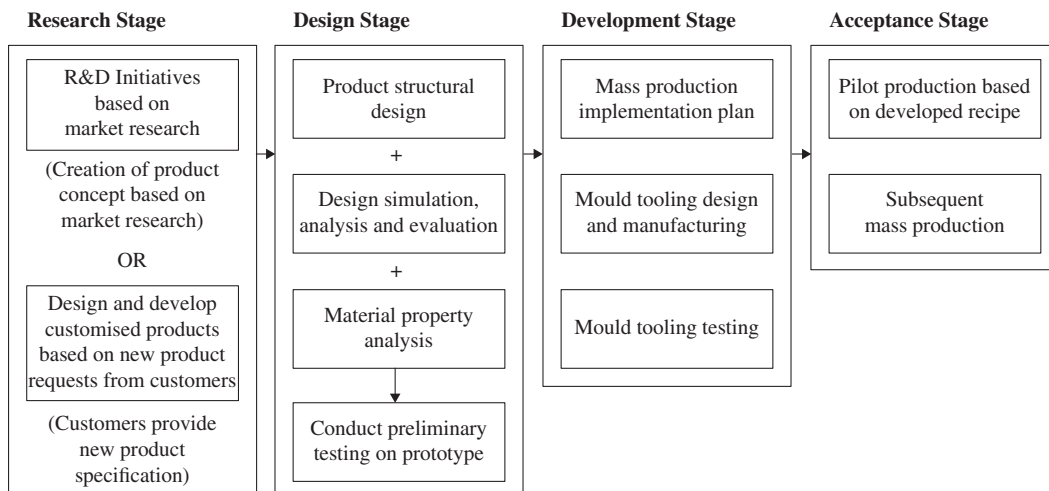 Research Stage
R&D Initiatives
based on
market research
(Creation of product
concept based on
market research)
OR
Design and develop
customised products
based on new product
requests from customers
(Customers provide
new product
specification)
Design Stage
Product structural
design
+
Design simulation,
analysis and evaluation
+
Material property
analysis
Conduct preliminary
testing on prototype
Development Stage
Mass production
implementation plan
Mould tooling design
and manufacturing
Mould tooling testing
Acceptance Stage
Pilot production based
on developed recipe
Subsequent
mass production